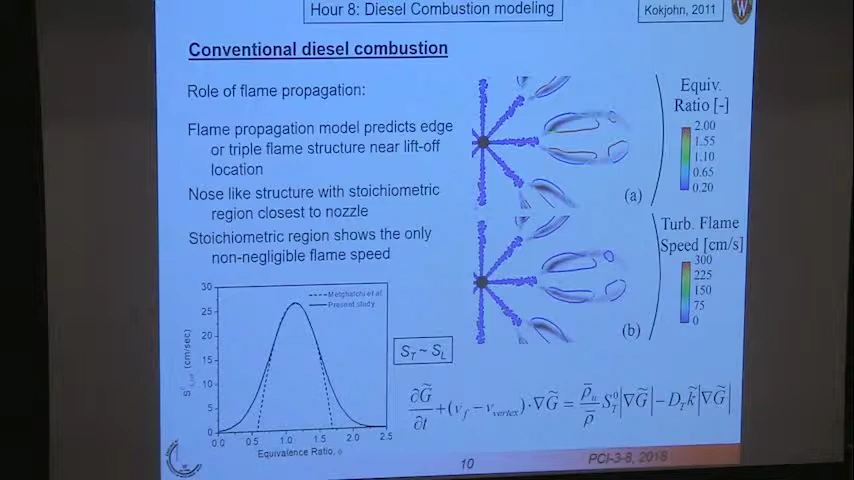 Hour 8: Diesel Combustion modeling
Kokjohn, 2011
Conventional diesel combustion
Role of flame propagation:
Flame propagation model predicts edge
or triple flame structure near lift-off
location
Nose like structure with stoichiometric
region closest to nozzle
Stoichiometric region shows the only
non-negligible flame speed
Equiv.
Ratio [-]
2.00
1.55
1.10
0.65
0.20
(a)
Turb. Flame
Speed [cm/s]
300
225
150
75
0
(b)
30
25
20
15
10
5
0
0.0 0.5 1.0 1.5 2.0 2.5
Equivalence Ratio, φ
(cm/sec)
Metghalchi et al.
Present study
S_T ~ S_L
∂G̃/∂t + (v_f − v_vertex) · ∇G̃ = ρ̄_u/ρ̄ S_T^0|∇G̃| − D_T k̃|∇G̃|
10
PCI-3-8, 2018